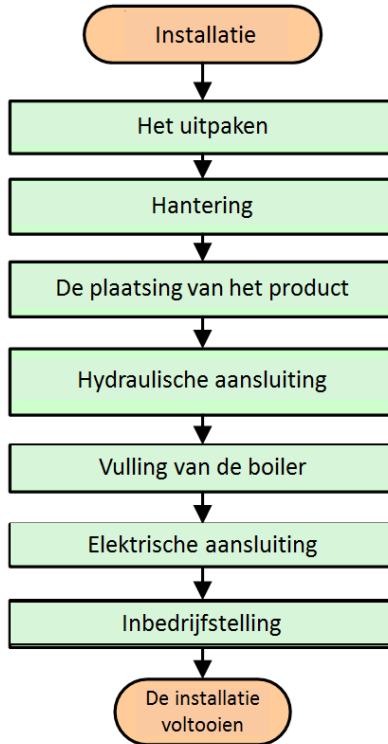 Installatie
Het uitpaken
Hantering
De plaatsing van het product
Hydraulische aansluiting
Vulling van de boiler
Elektrische aansluiting
Inbedrijfstelling
De installatie
voltooien